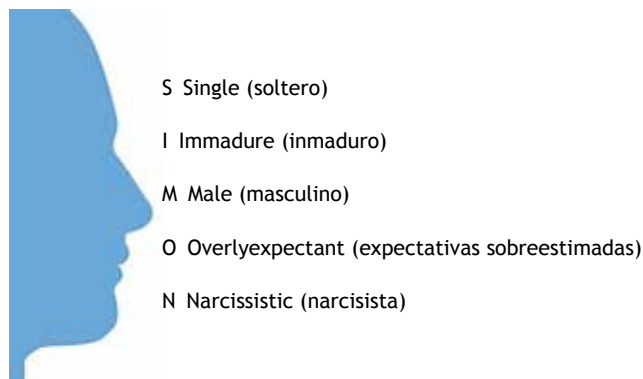 S Single (soltero)
I Immadure (inmaduro)
M Male (masculino)
O Overlyexpectant (expectativas sobreestimadas)
N Narcissistic (narcisista)